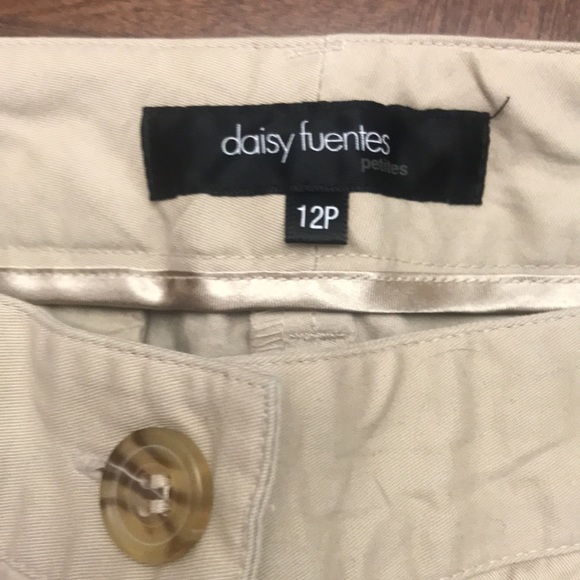 daisy fuentes
petites
12P